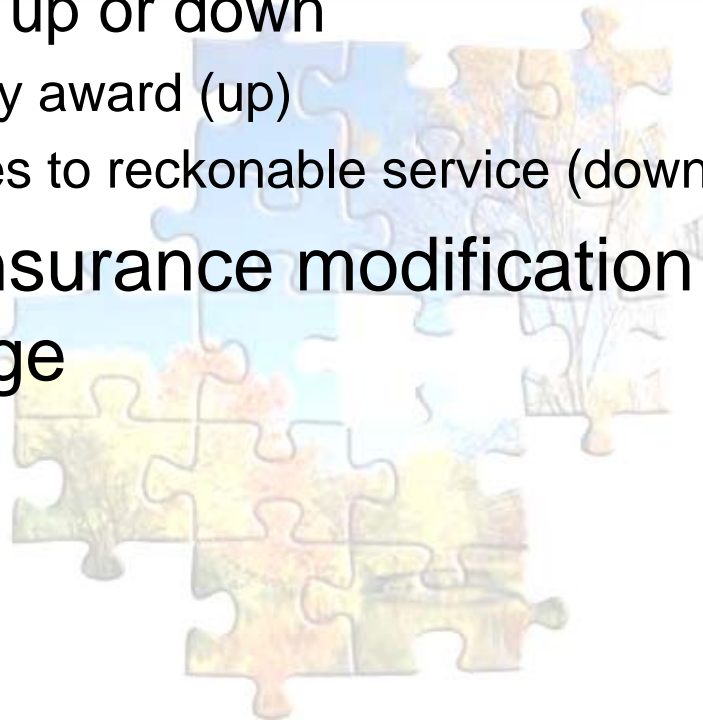 up or down
y award (up)
es to reckonable service (down
nsurance modification
ge